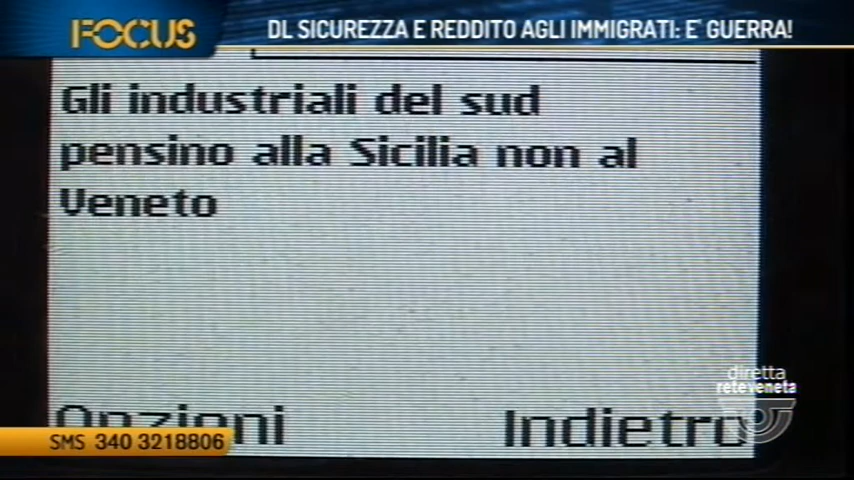 FOCUS
DL SICUREZZA E REDDITO AGLI IMMIGRATI: E' GUERRA!
Gli industriali del sud
pensino alla Sicilia non al
Veneto
diretta
reteveneta
Opzioni
Indietro
SMS 340 3218806